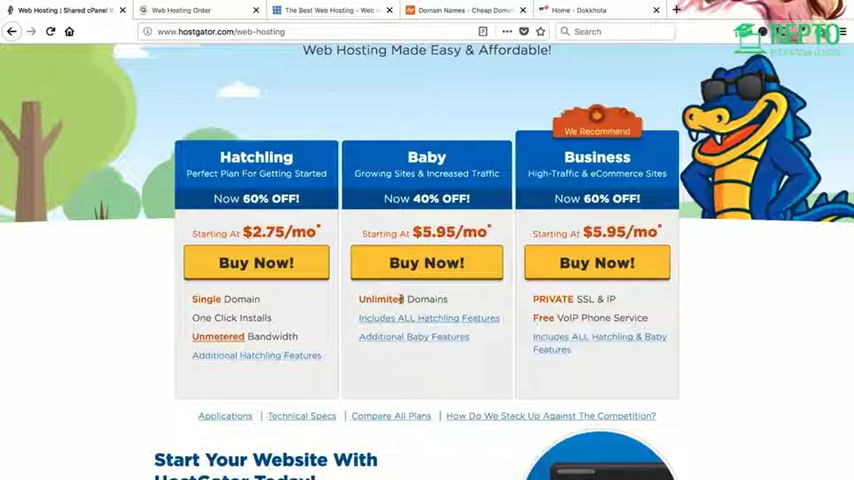 Web Hosting | Shared cPanel
Web Hosting Order
The Best Web Hosting - Web H
Domain Names - Cheap Domain
Home - Dokkhota
www.hostgator.com/web-hosting
Search
REPTO
Web Hosting Made Easy & Affordable!
We Recommend
Hatchling
Perfect Plan For Getting Started
Now 60% OFF!
Starting At $2.75/mo*
Buy Now!
Single Domain
One Click Installs
Unmetered Bandwidth
Additional Hatchling Features
Baby
Growing Sites & Increased Traffic
Now 40% OFF!
Starting At $5.95/mo*
Buy Now!
Unlimited Domains
Includes ALL Hatchling Features
Additional Baby Features
Business
High-Traffic & eCommerce Sites
Now 60% OFF!
Starting At $5.95/mo*
Buy Now!
PRIVATE SSL & IP
Free VoIP Phone Service
Includes ALL Hatchling & Baby
Features
Applications | Technical Specs | Compare All Plans | How Do We Stack Up Against The Competition?
Start Your Website With
HostGator Today!